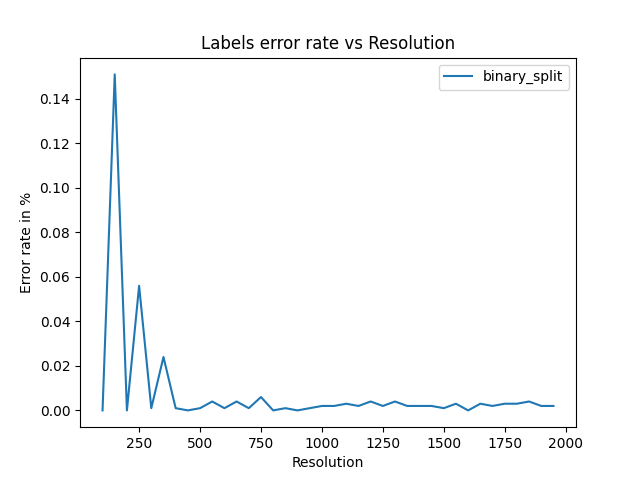 Labels error rate vs Resolution
binary_split
0.14
0.12
0.10
0.08
0.06
0.04
0.02
0.00
Error rate in %
250 500 750 1000 1250 1500 1750 2000
Resolution